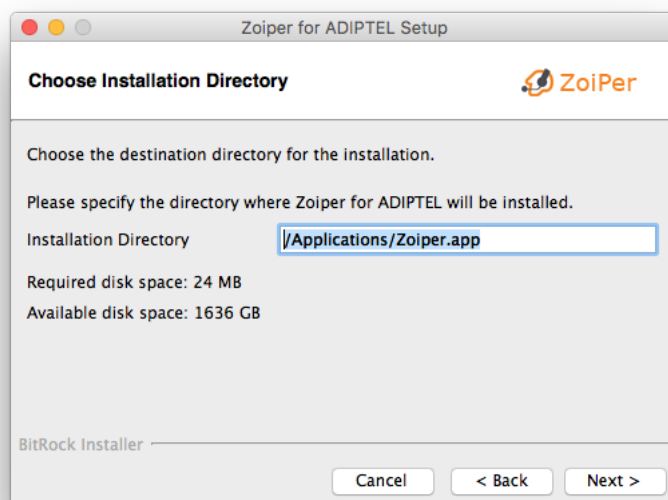 Zoiper for ADIPTEL Setup
Choose Installation Directory
ZoiPer
Choose the destination directory for the installation.
Please specify the directory where Zoiper for ADIPTEL will be installed.
Installation Directory /Applications/Zoiper.app
Required disk space: 24 MB
Available disk space: 1636 GB
BitRock Installer
Cancel < Back Next >